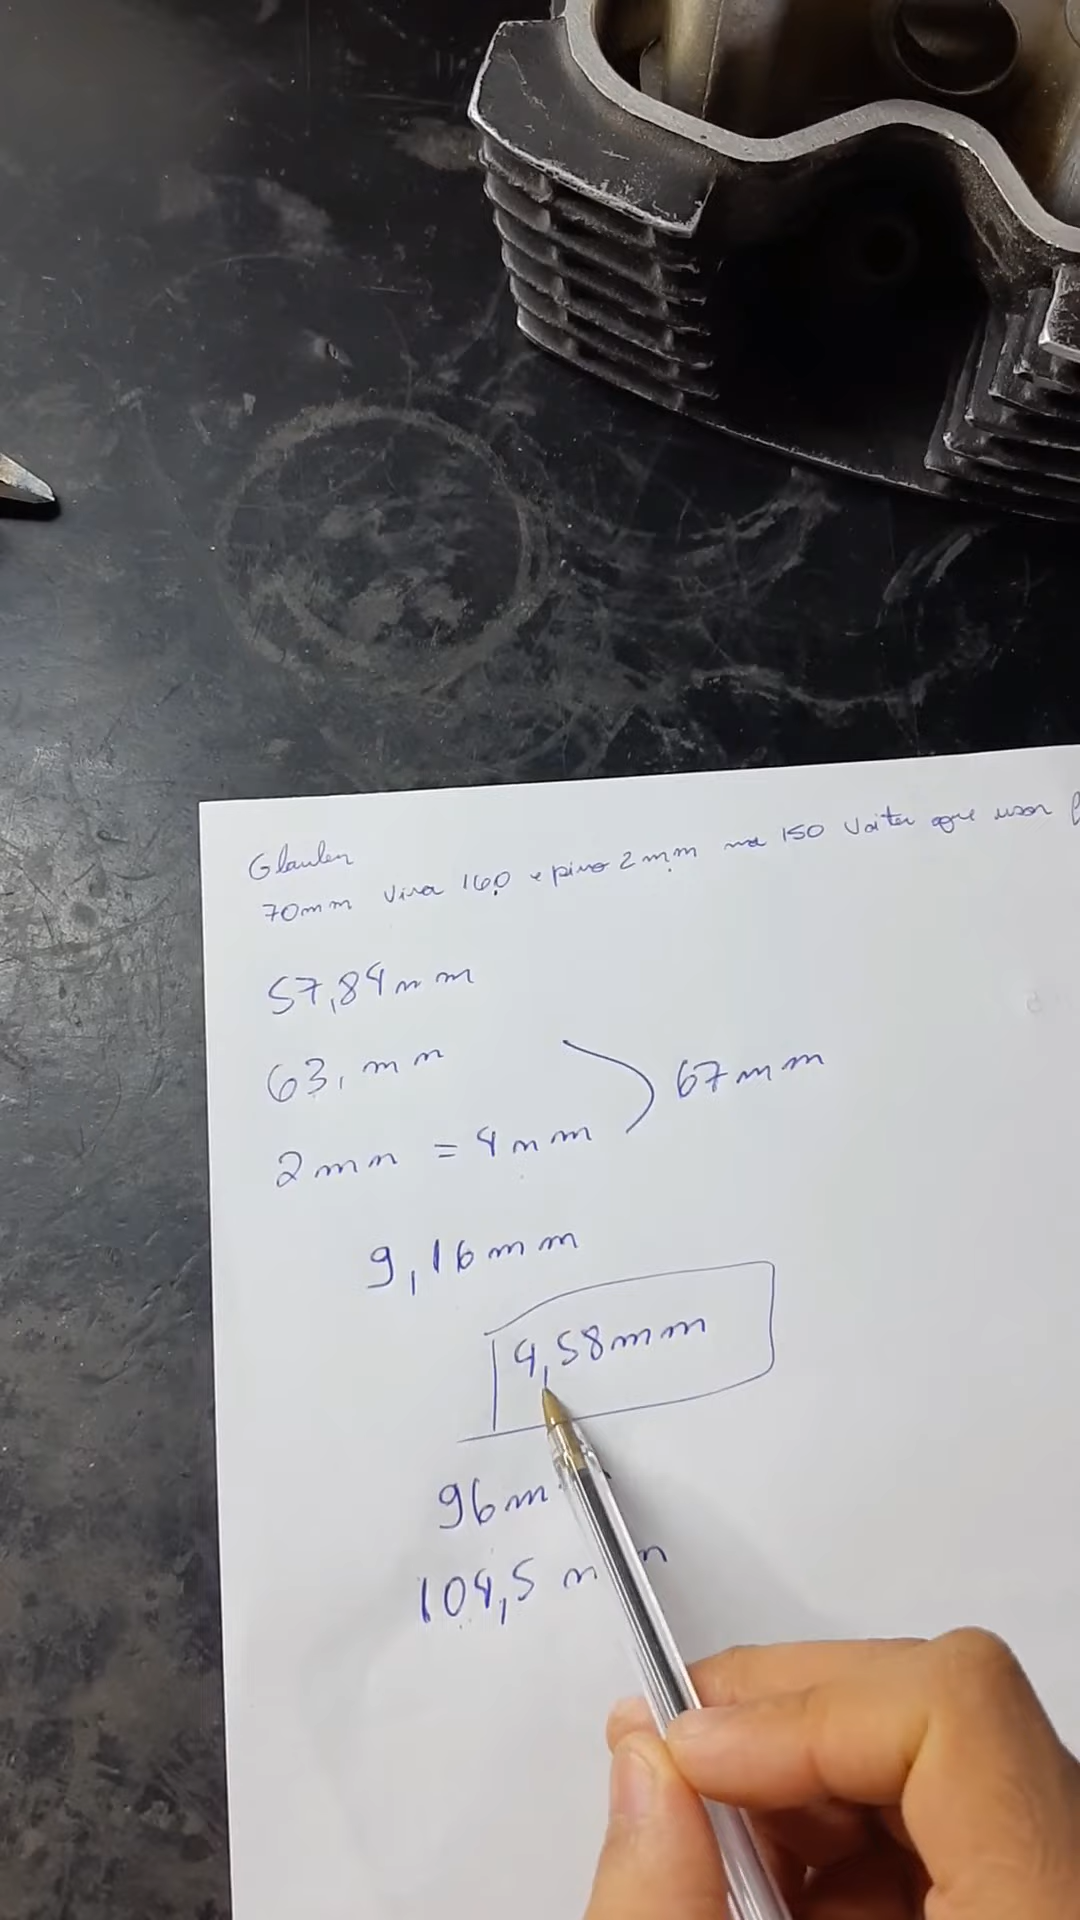 Glauber
70mm vira 160 e pino 2mm na 150 Vai ter que usar
57,84mm
63, mm
67mm
2mm = 4mm
9,16mm
4,58mm
96m
104,5 m